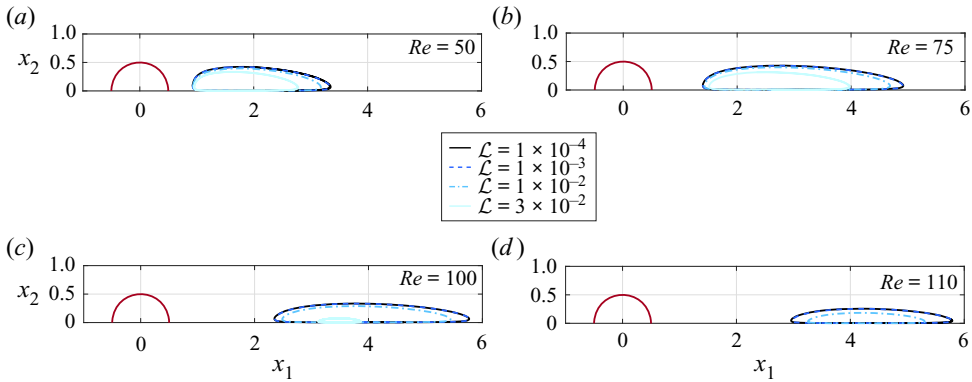 (a)
1.0
x₂ 0.5
0
Re = 50
0 2 4 6
(b)
1.0
0.5
0
Re = 75
0 2 4 6
ℒ = 1 × 10⁻⁴
ℒ = 1 × 10⁻³
ℒ = 1 × 10⁻²
ℒ = 3 × 10⁻²
(c)
1.0
x₂ 0.5
0
Re = 100
0 2 4 6
x₁
(d)
1.0
0.5
0
Re = 110
0 2 4 6
x₁